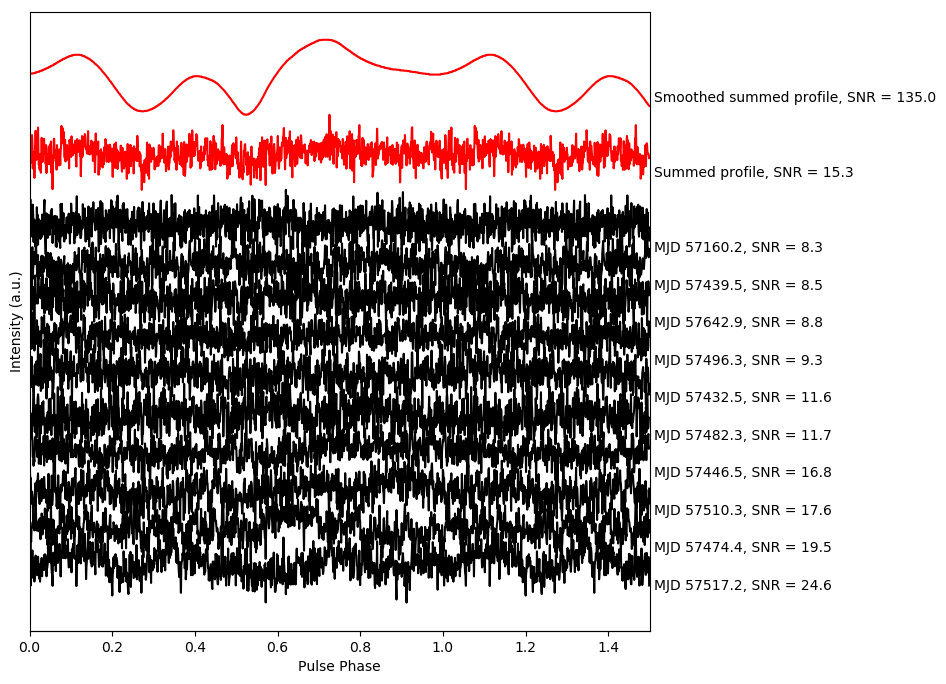 Smoothed summed profile, SNR = 135.0
Summed profile, SNR = 15.3
MJD 57160.2, SNR = 8.3
MJD 57439.5, SNR = 8.5
MJD 57642.9, SNR = 8.8
MJD 57496.3, SNR = 9.3
MJD 57432.5, SNR = 11.6
MJD 57482.3, SNR = 11.7
MJD 57446.5, SNR = 16.8
MJD 57510.3, SNR = 17.6
MJD 57474.4, SNR = 19.5
MJD 57517.2, SNR = 24.6
Intensity (a.u.)
0.0 0.2 0.4 0.6 0.8 1.0 1.2 1.4
Pulse Phase